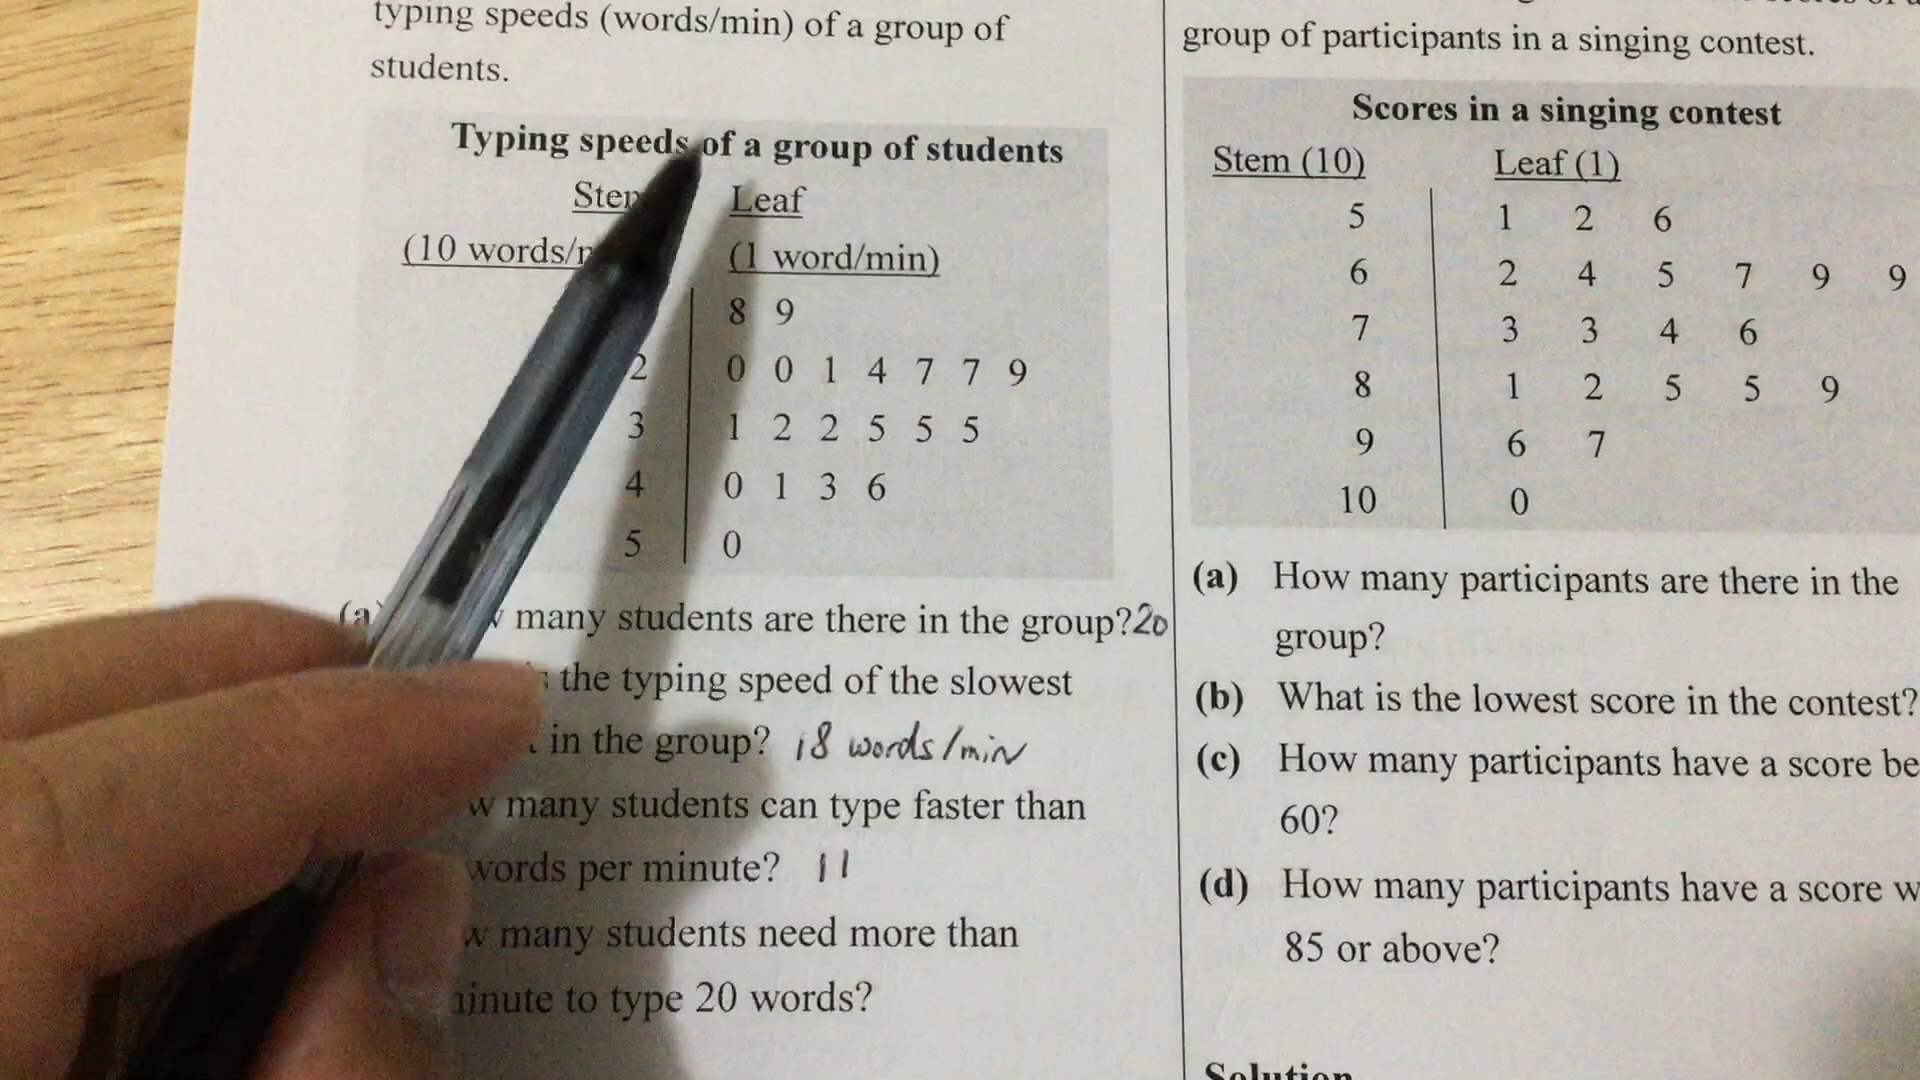 typing speeds (words/min) of a group of
students.
Typing speeds of a group of students
Leaf
(10 words/
(1 word/min)
8 9
2 0 0 1 4 7 7 9
3 1 2 2 5 5 5
4 0 1 3 6
5 0
(a) many students are there in the group? 20
the typing speed of the slowest
in the group? 18 words/min
many students can type faster than
words per minute? 11
many students need more than
to type 20 words?
group of participants in a singing contest.
Scores in a singing contest
Stem (10) Leaf (1)
5 1 2 6
6 2 4 5 7 9 9
7 3 3 4 6
8 1 2 5 5 9
9 6 7
10 0
(a) How many participants are there in the
group?
(b) What is the lowest score in the contest?
(c) How many participants have a score be
60?
(d) How many participants have a score w
85 or above?
Solution